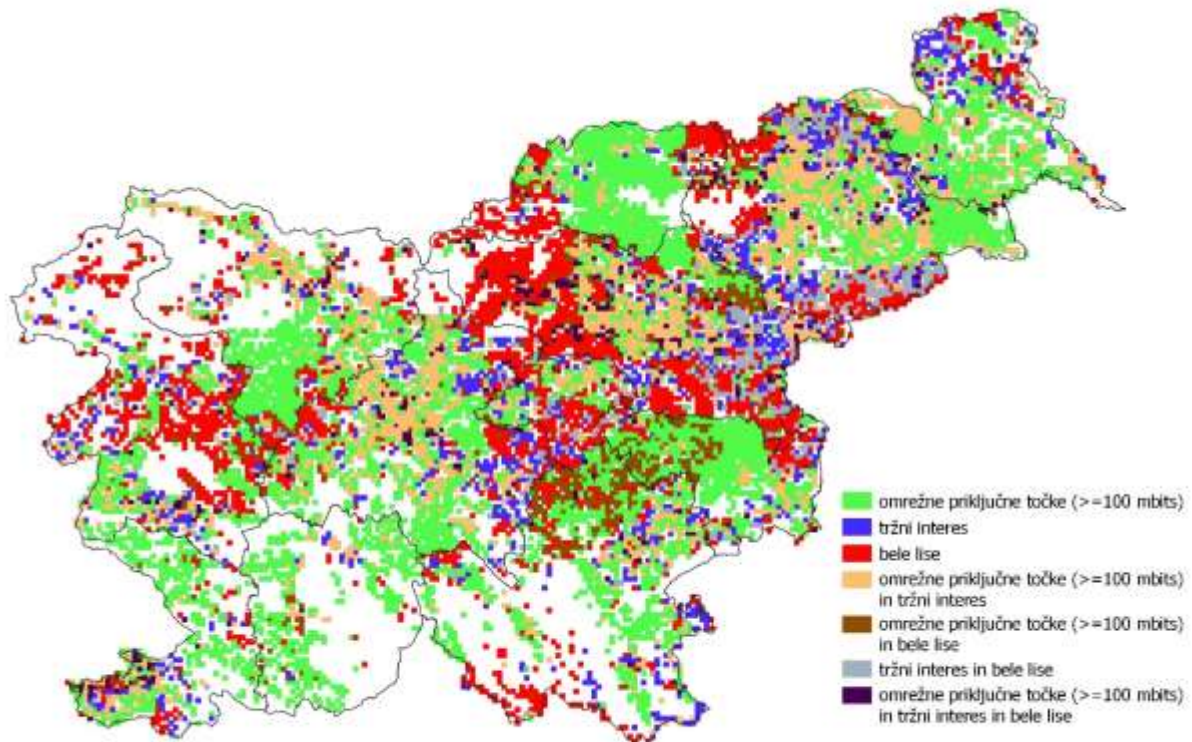 omrežne priključne točke (>=100 mbits)
tržni interes
bele lise
omrežne priključne točke (>=100 mbits)
in tržni interes
omrežne priključne točke (>=100 mbits)
in bele lise
tržni interes in bele lise
omrežne priključne točke (>=100 mbits)
in tržni interes in bele lise